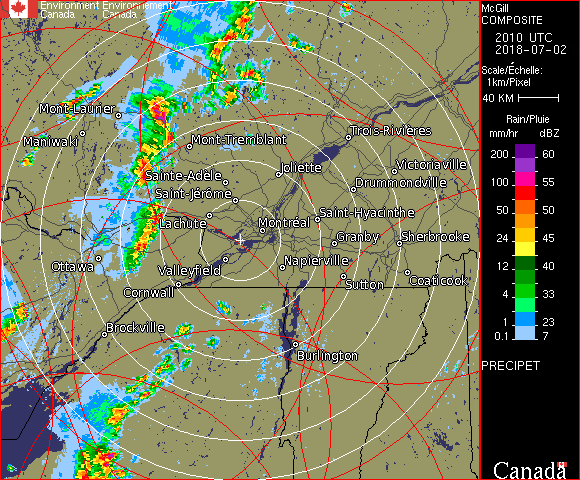 Environment Environnement
Canada Canada
McGill
COMPOSITE
2010 UTC
2018-07-02
Scale/Échelle:
1km/Pixel
40 KM
Rain/Pluie
mm/hr dBZ
200 60
100 55
50 50
24 45
12 40
4 33
1 23
0.1 7
PRECIPET
Canada
Mont-Laurier
Maniwaki
Mont-Tremblant
Trois-Rivières
Joliette
Victoriaville
Sainte-Adèle
Drummondville
Saint-Jérôme
Saint-Hyacinthe
Lachute
Montréal
Granby
Sherbrooke
Ottawa
Valleyfield
Napierville
Sutton
Coaticook
Cornwall
Brockville
Burlington